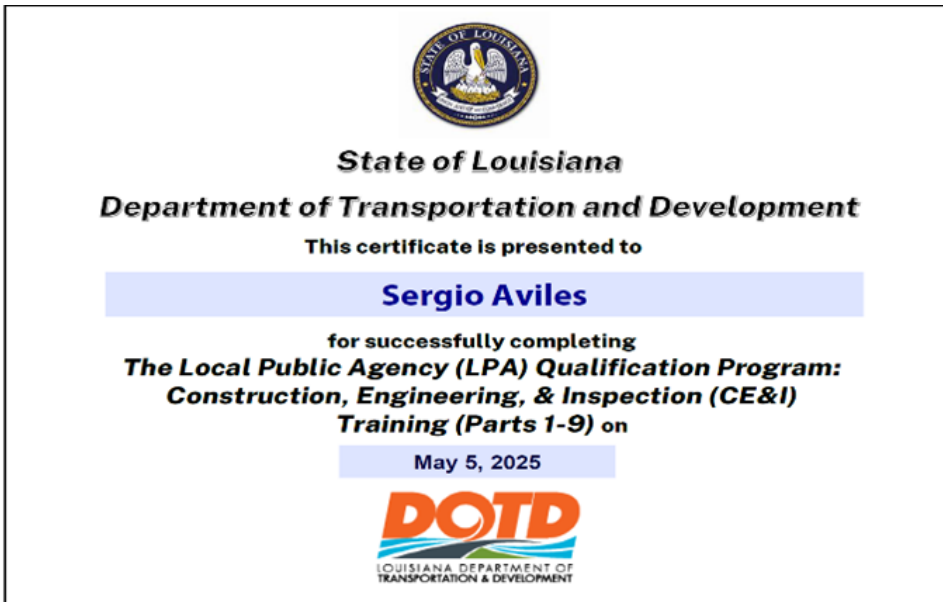 STATE OF LOUISIANA
State of Louisiana
Department of Transportation and Development
This certificate is presented to
Sergio Aviles
for successfully completing
The Local Public Agency (LPA) Qualification Program:
Construction, Engineering, & Inspection (CE&I)
Training (Parts 1-9) on
May 5, 2025
DOTD
LOUISIANA DEPARTMENT OF
TRANSPORTATION & DEVELOPMENT